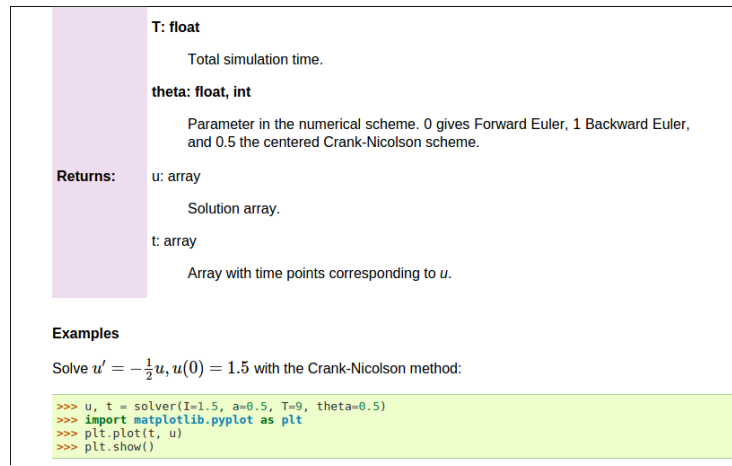 T: float
Total simulation time.
theta: float, int
Parameter in the numerical scheme. 0 gives Forward Euler, 1 Backward Euler,
and 0.5 the centered Crank-Nicolson scheme.
Returns: u: array
Solution array.
t: array
Array with time points corresponding to u.
Examples
Solve u′ = −½u, u(0) = 1.5 with the Crank-Nicolson method:
>>> u, t = solver(I=1.5, a=0.5, T=9, theta=0.5)
>>> import matplotlib.pyplot as plt
>>> plt.plot(t, u)
>>> plt.show()